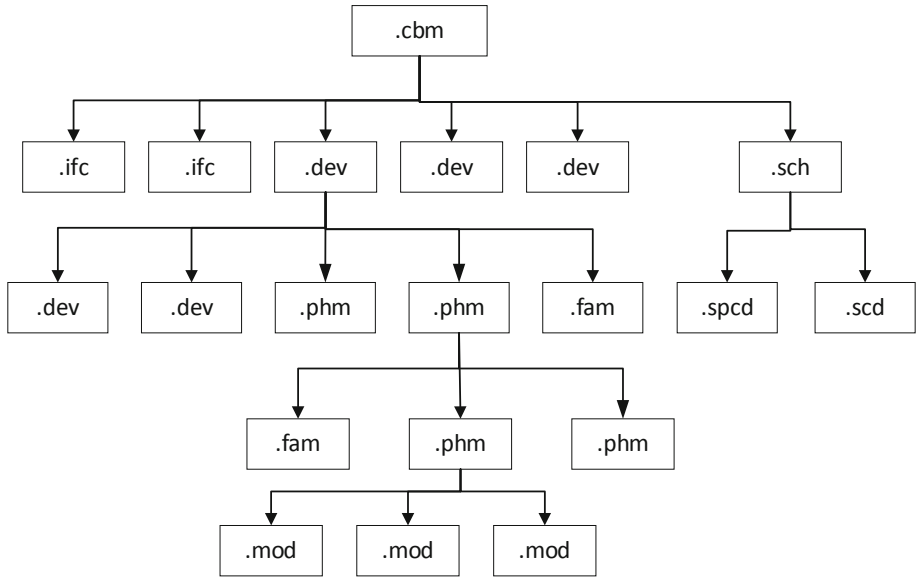 .cbm
.ifc
.ifc
.dev
.dev
.dev
.sch
.dev
.dev
.phm
.phm
.fam
.spcd
.scd
.fam
.phm
.phm
.mod
.mod
.mod